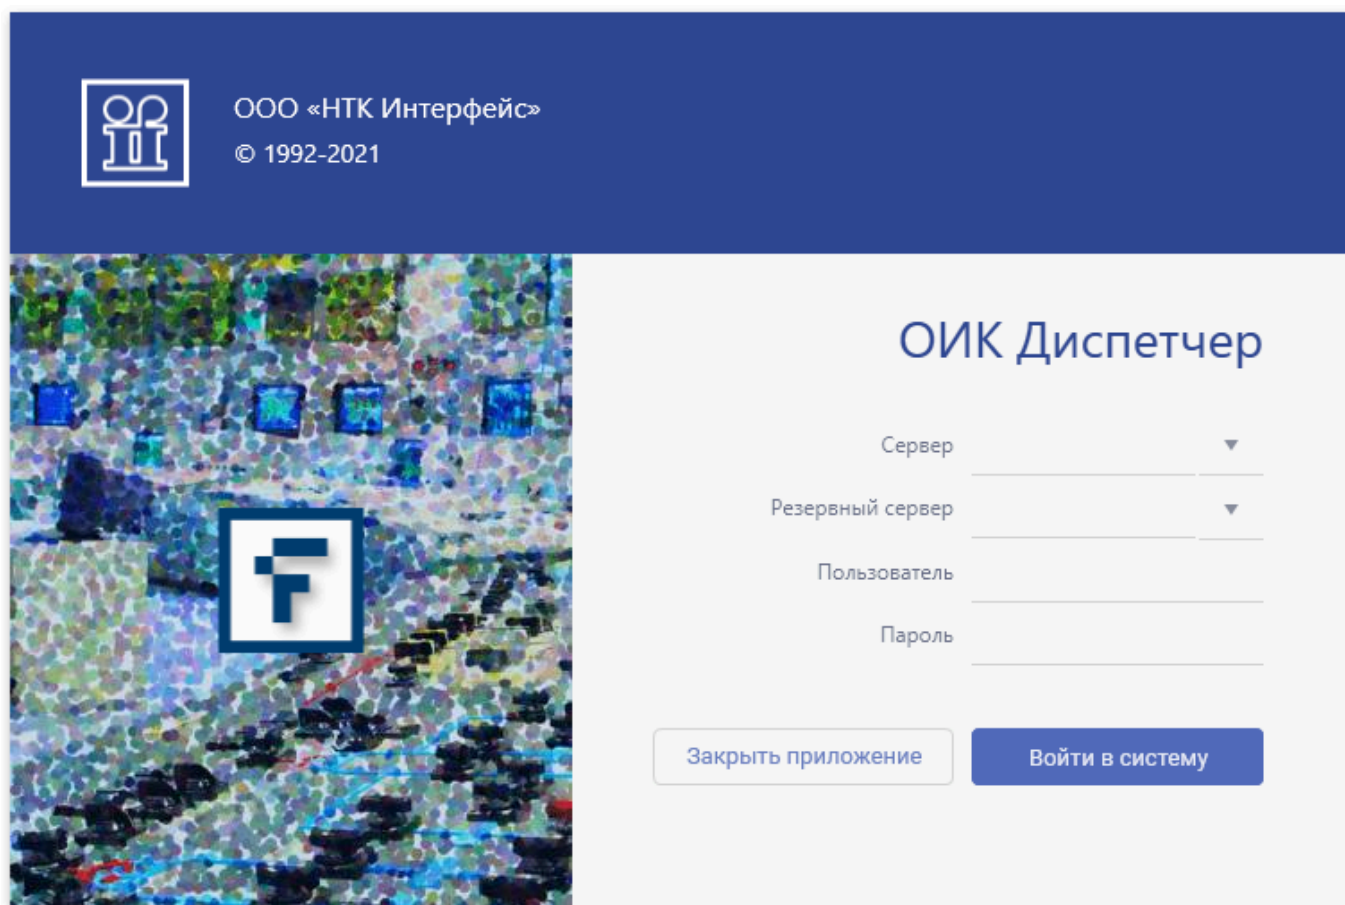 ООО «НТК Интерфейс»
© 1992-2021
ОИК Диспетчер
Сервер
Резервный сервер
Пользователь
Пароль
Закрыть приложение
Войти в систему